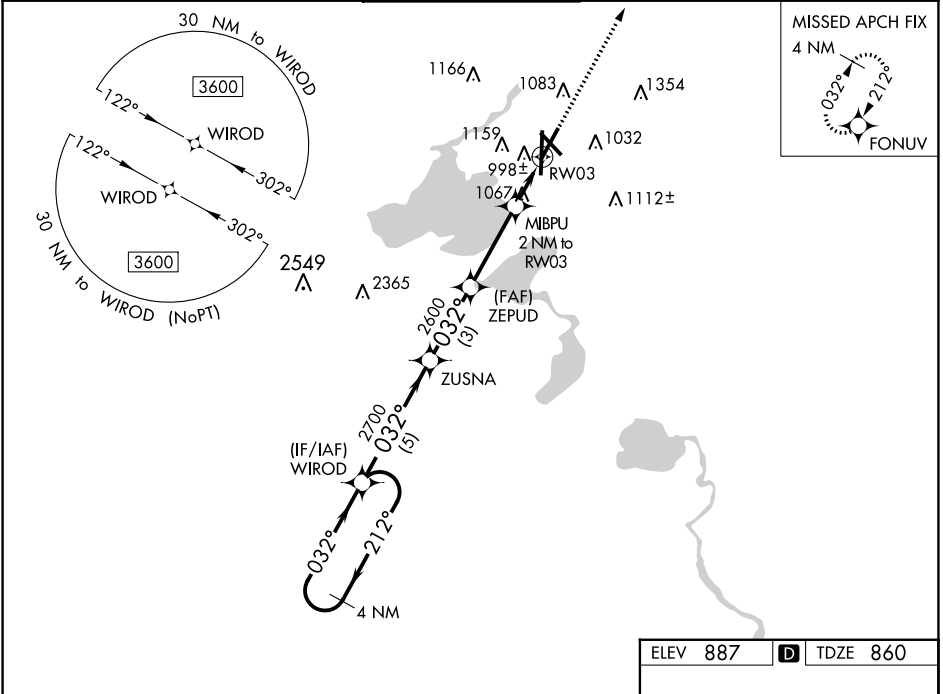 30 NM to WIROD
3600
122°
WIROD
302°
122°
WIROD
302°
3600
30 NM to WIROD (NoPT)
MISSED APCH FIX
4 NM
032°
212°
FONUV
1166
1083
1354
1159
1032
998±
RW03
1067
1112±
MIBPU
2 NM to
RW03
2549
2365
(FAF)
ZEPUD
2600
032°
(3)
ZUSNA
2700
032°
(5)
(IF/IAF)
WIROD
032°
212°
4 NM
ELEV 887 D TDZE 860